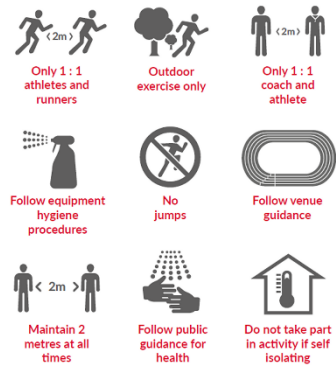 2m
2m
Only 1 : 1
athletes and
runners
Outdoor
exercise only
Only 1 : 1
coach and
athlete
Follow equipment
hygiene
procedures
No
jumps
Follow venue
guidance
2m
Maintain 2
metres at all
times
Follow public
guidance for
health
Do not take part
in activity if self
isolating